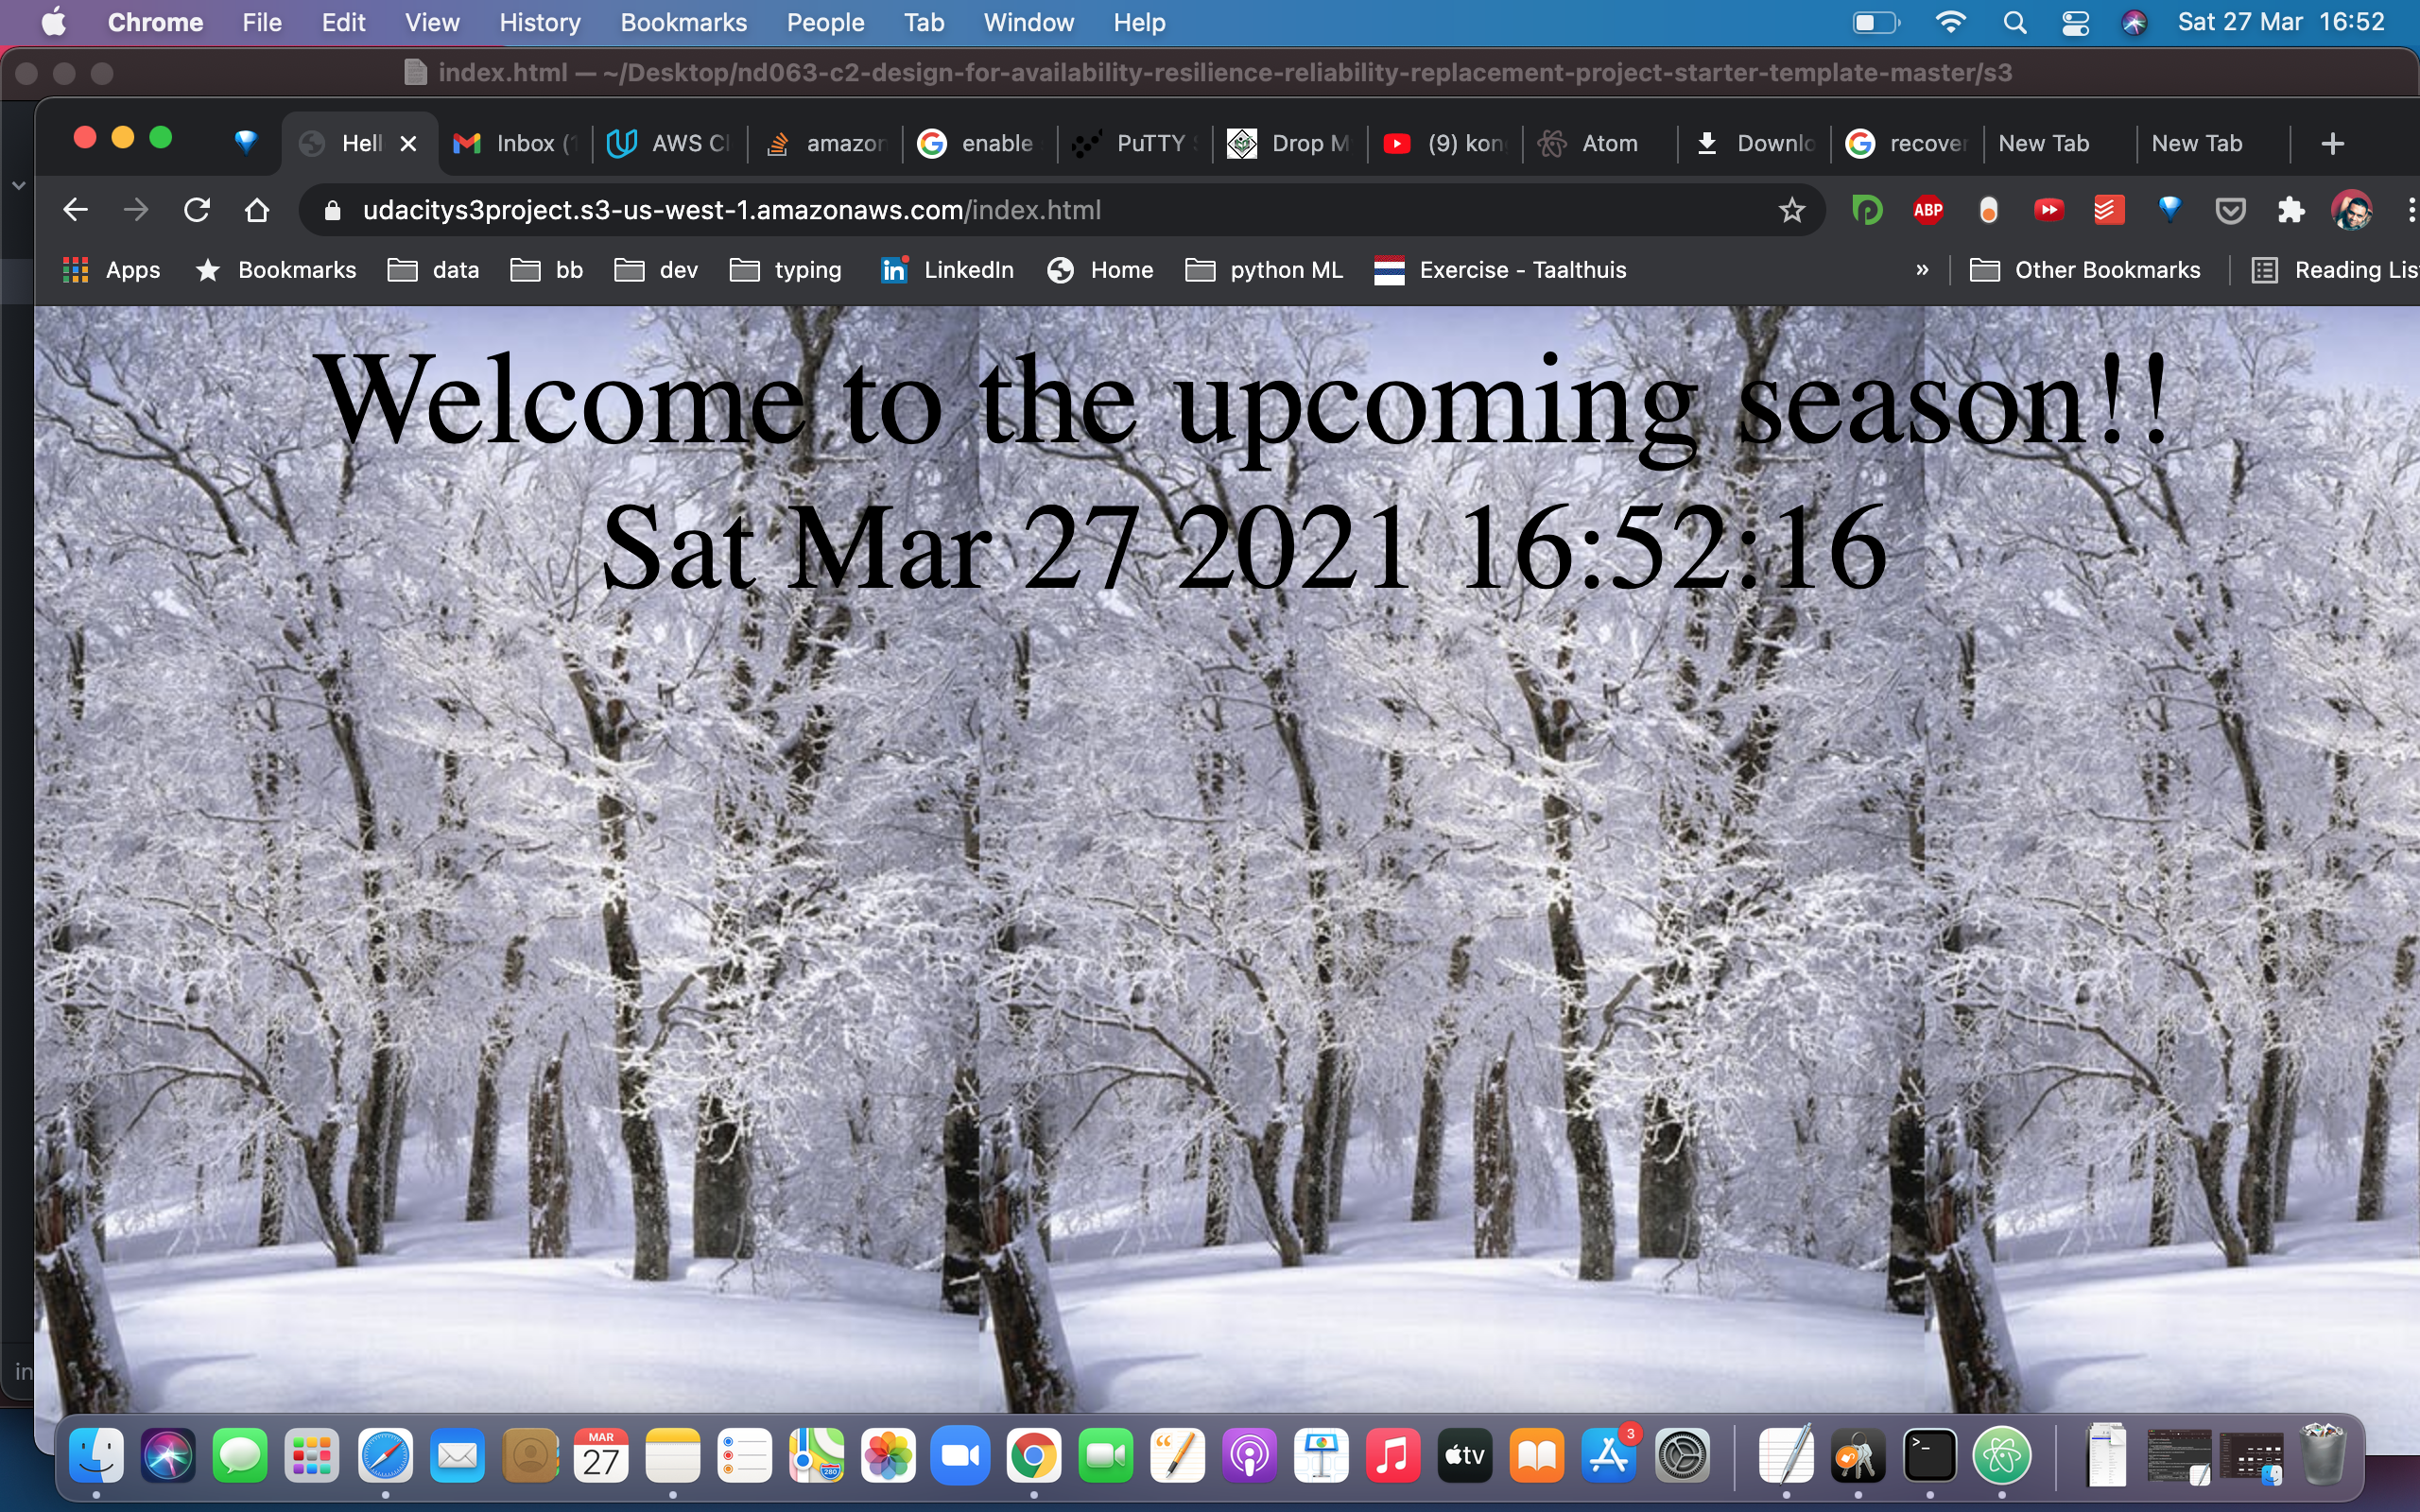 Chrome File Edit View History Bookmarks People Tab Window Help Sat 27 Mar 16:52
index.html — ~/Desktop/nd063-c2-design-for-availability-resilience-reliability-replacement-project-starter-template-master/s3
Hell Inbox (1 AWS Cl amazon enable PuTTY Drop M (9) kon Atom Downlo recover New Tab New Tab
udacitys3project.s3-us-west-1.amazonaws.com/index.html ABP
Apps Bookmarks data bb dev typing in LinkedIn Home python ML Exercise - Taalthuis » Other Bookmarks Reading Lis
Welcome to the upcoming season!!
Sat Mar 27 2021 16:52:16
in
MAR
27
280
tv
3
>_